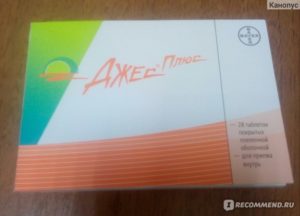 Канопус
BAYER
ДЖЕС® Плюс
— 28 таблеток
покрытых
пленочной
оболочкой
— для приема
внутрь
IRECOMMEND.RU